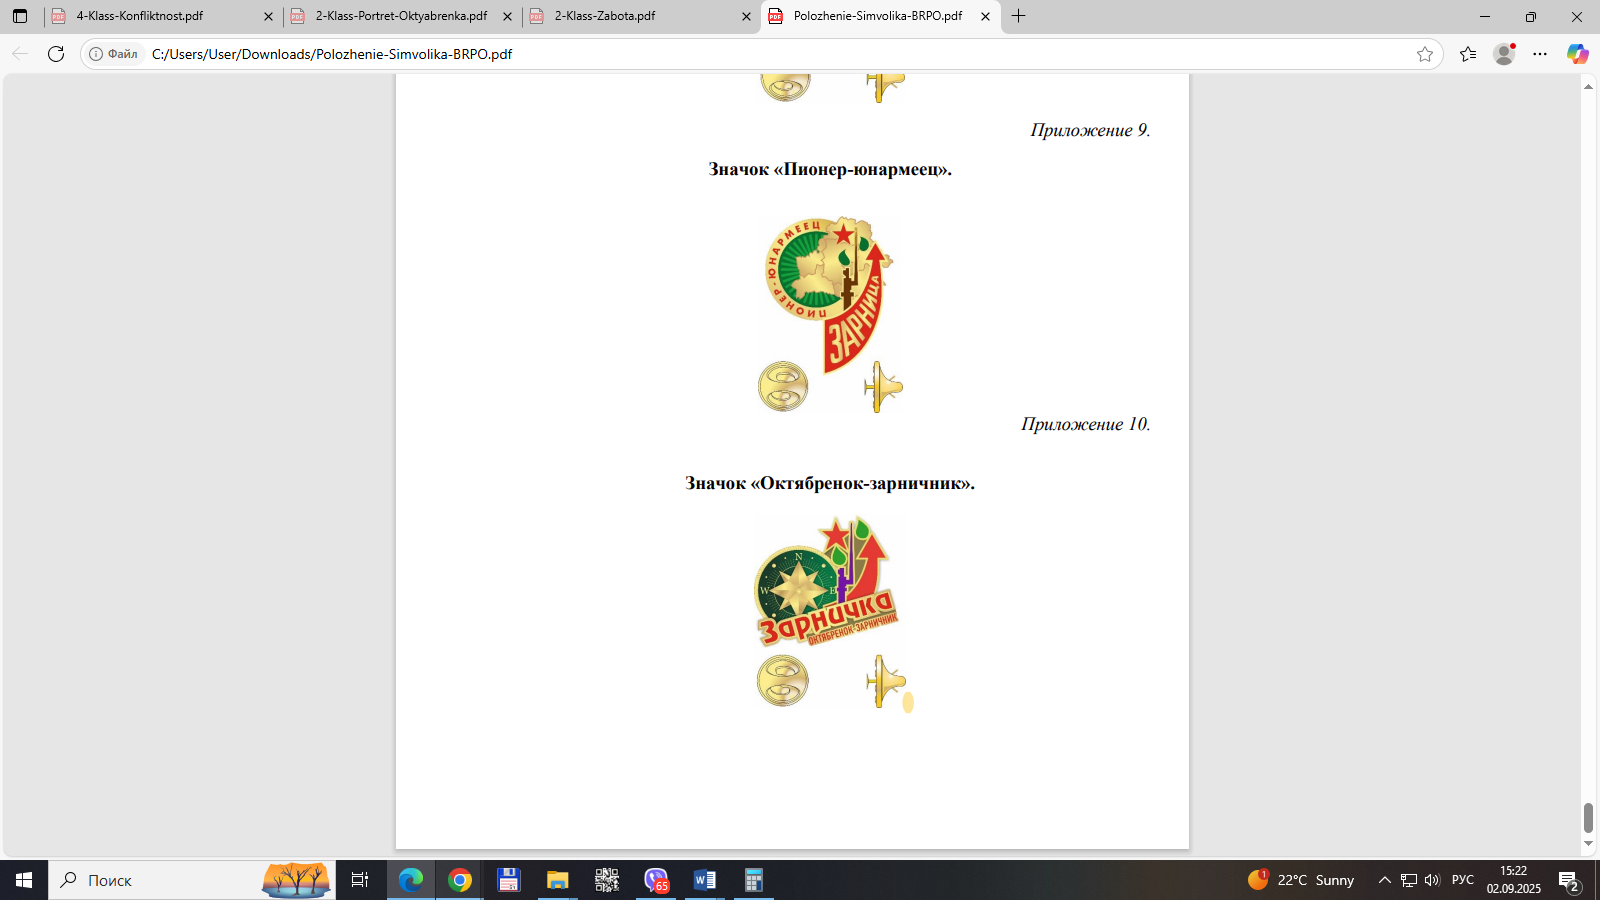 4-Klass-Konfliktnost.pdf
2-Klass-Portret-Oktyabrenka.pdf
2-Klass-Zabota.pdf
Polozhenie-Simvolika-BRPO.pdf
Файл
C:/Users/User/Downloads/Polozhenie-Simvolika-BRPO.pdf
Приложение 9.
Значок «Пионер-юнармеец».
ПИОНЕР-ЮНАРМЕЕЦ
ЗАРНИЦА
Приложение 10.
Значок «Октябренок-зарничник».
N
W E
Зарничка
ОКТЯБРЕНОК-ЗАРНИЧНИК
Поиск
31
65
1
22°C Sunny
РУС
15:22
02.09.2025
2